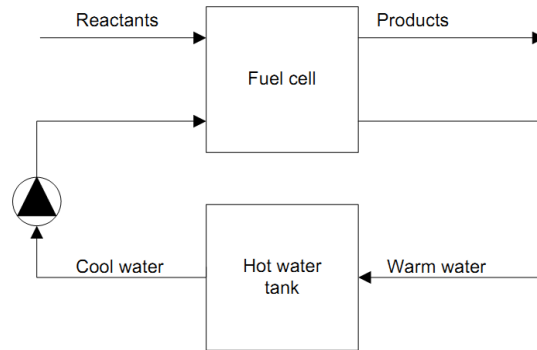 Reactants
Products
Fuel cell
Cool water
Hot water
tank
Warm water